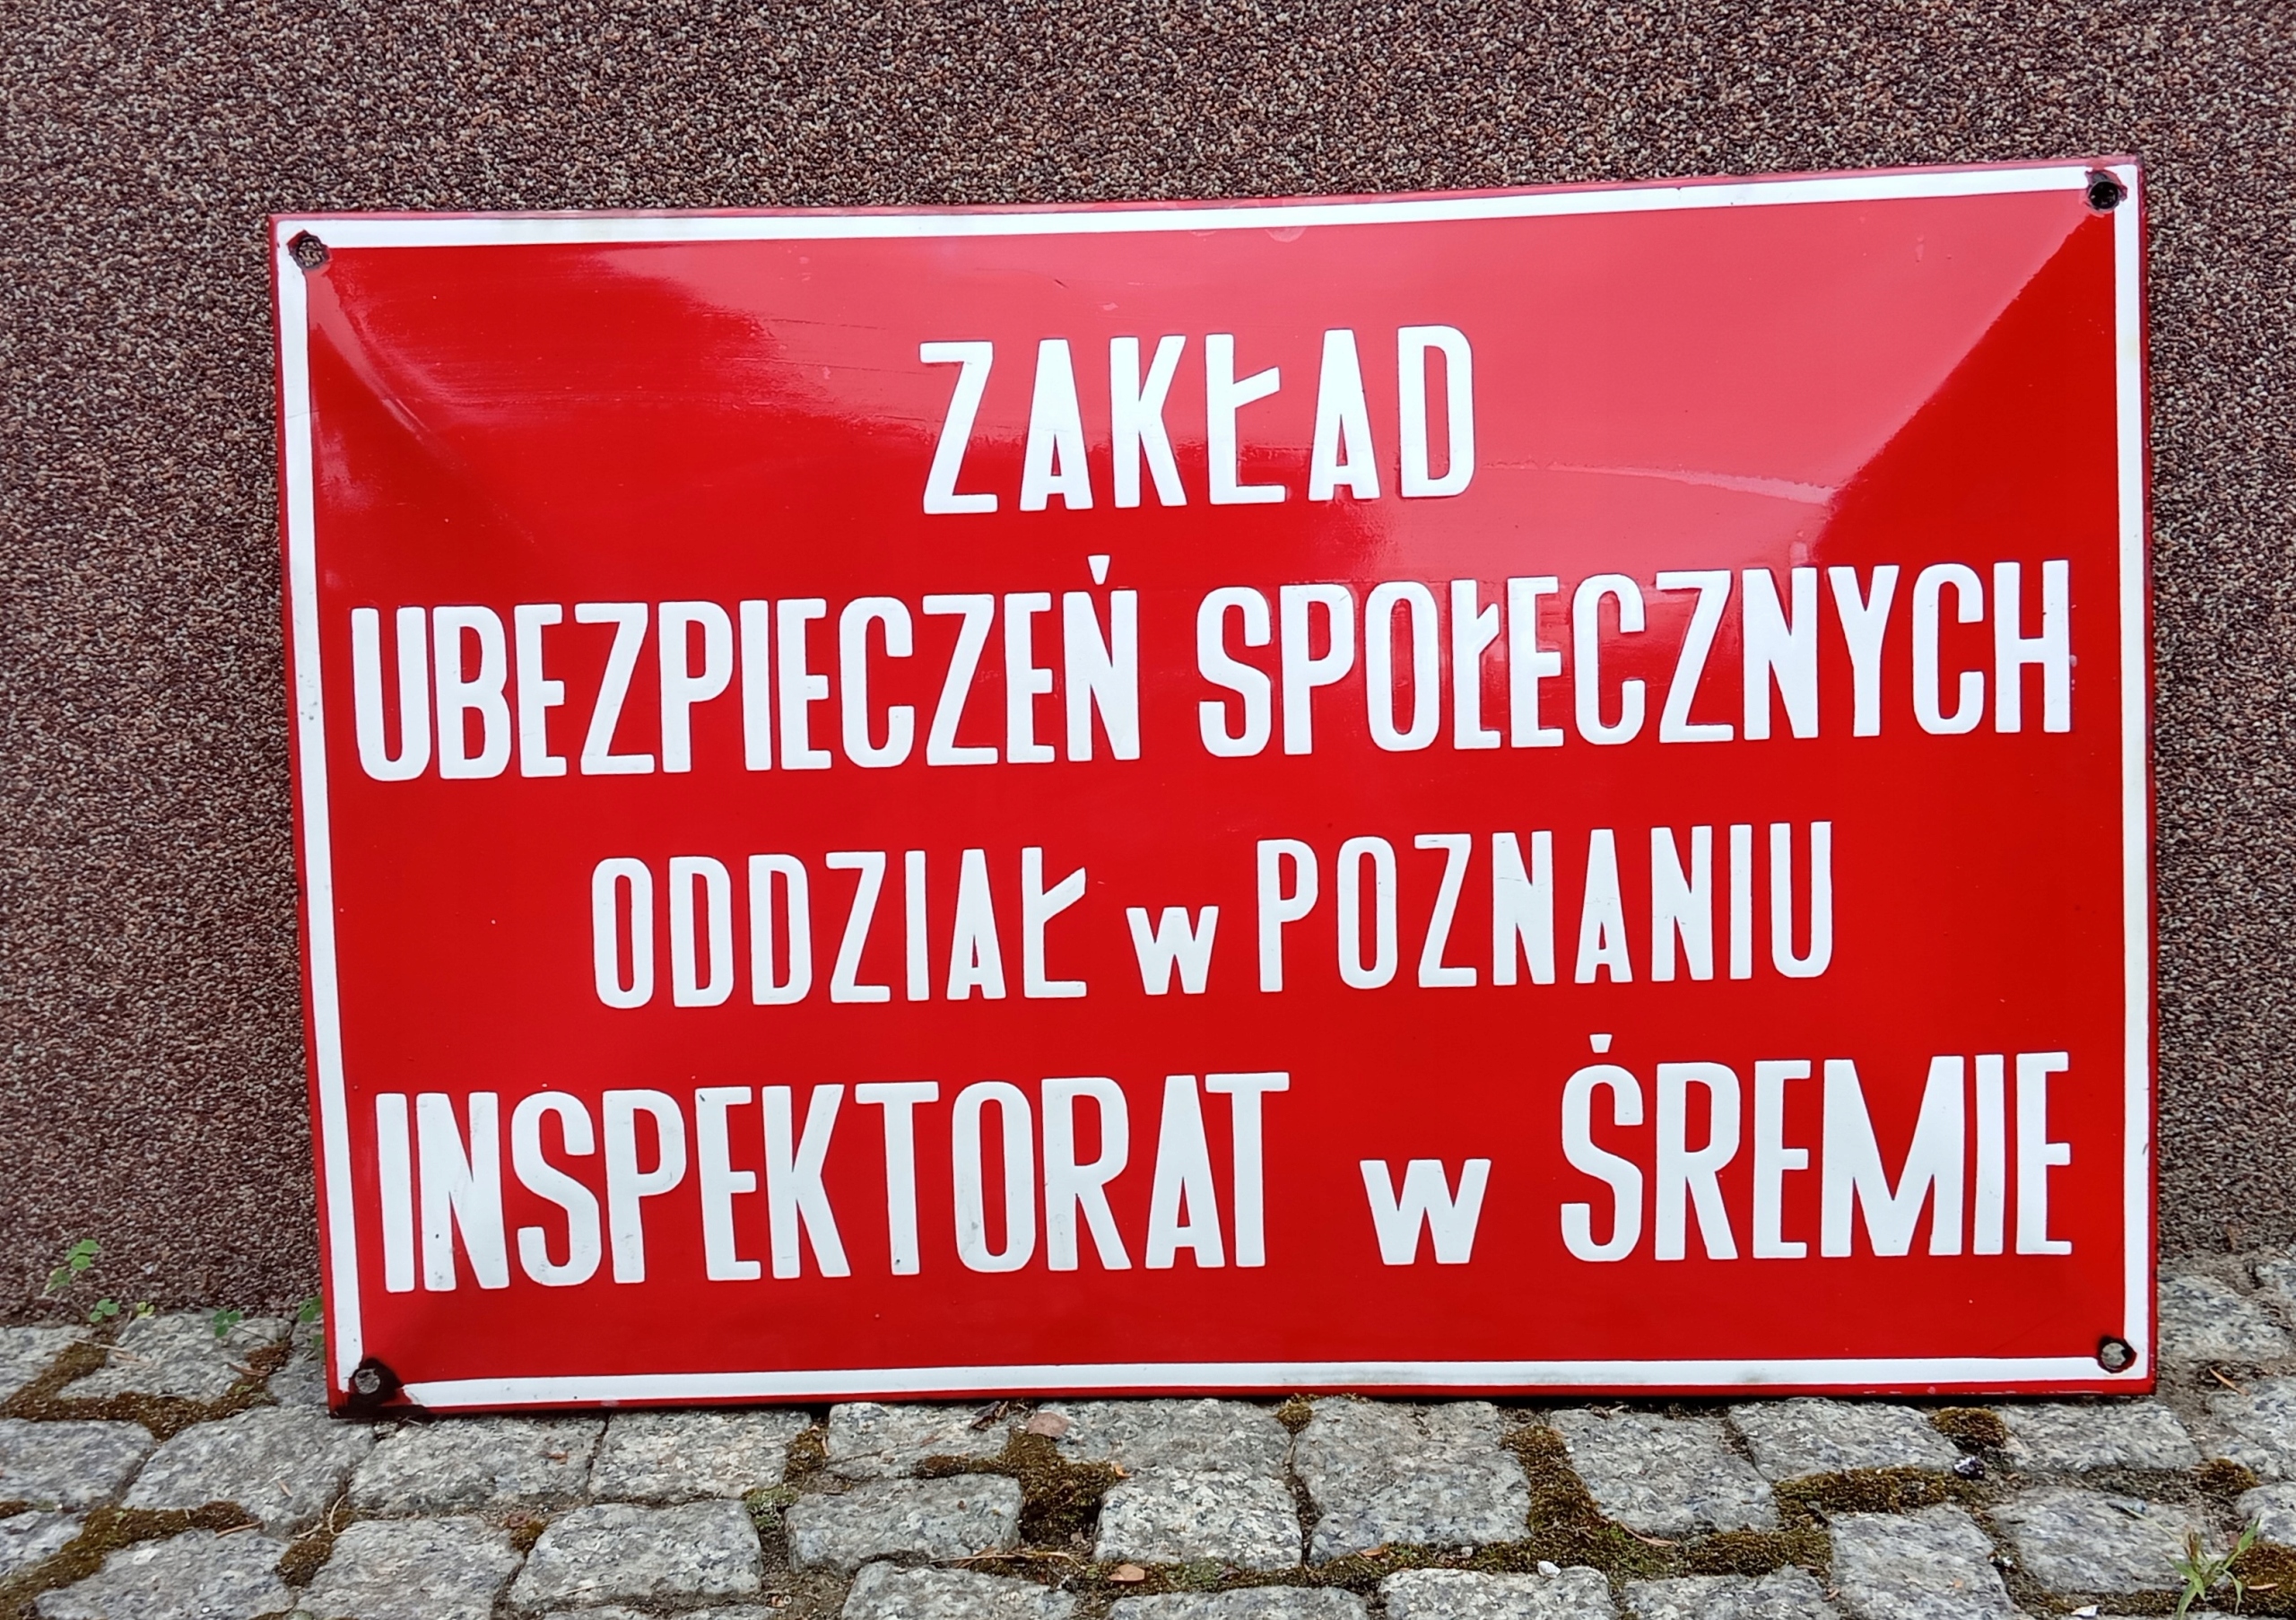 ZAKŁAD
UBEZPIECZEŃ SPOŁECZNYCH
ODDZIAŁ w POZNANIU
INSPEKTORAT w ŚREMIE